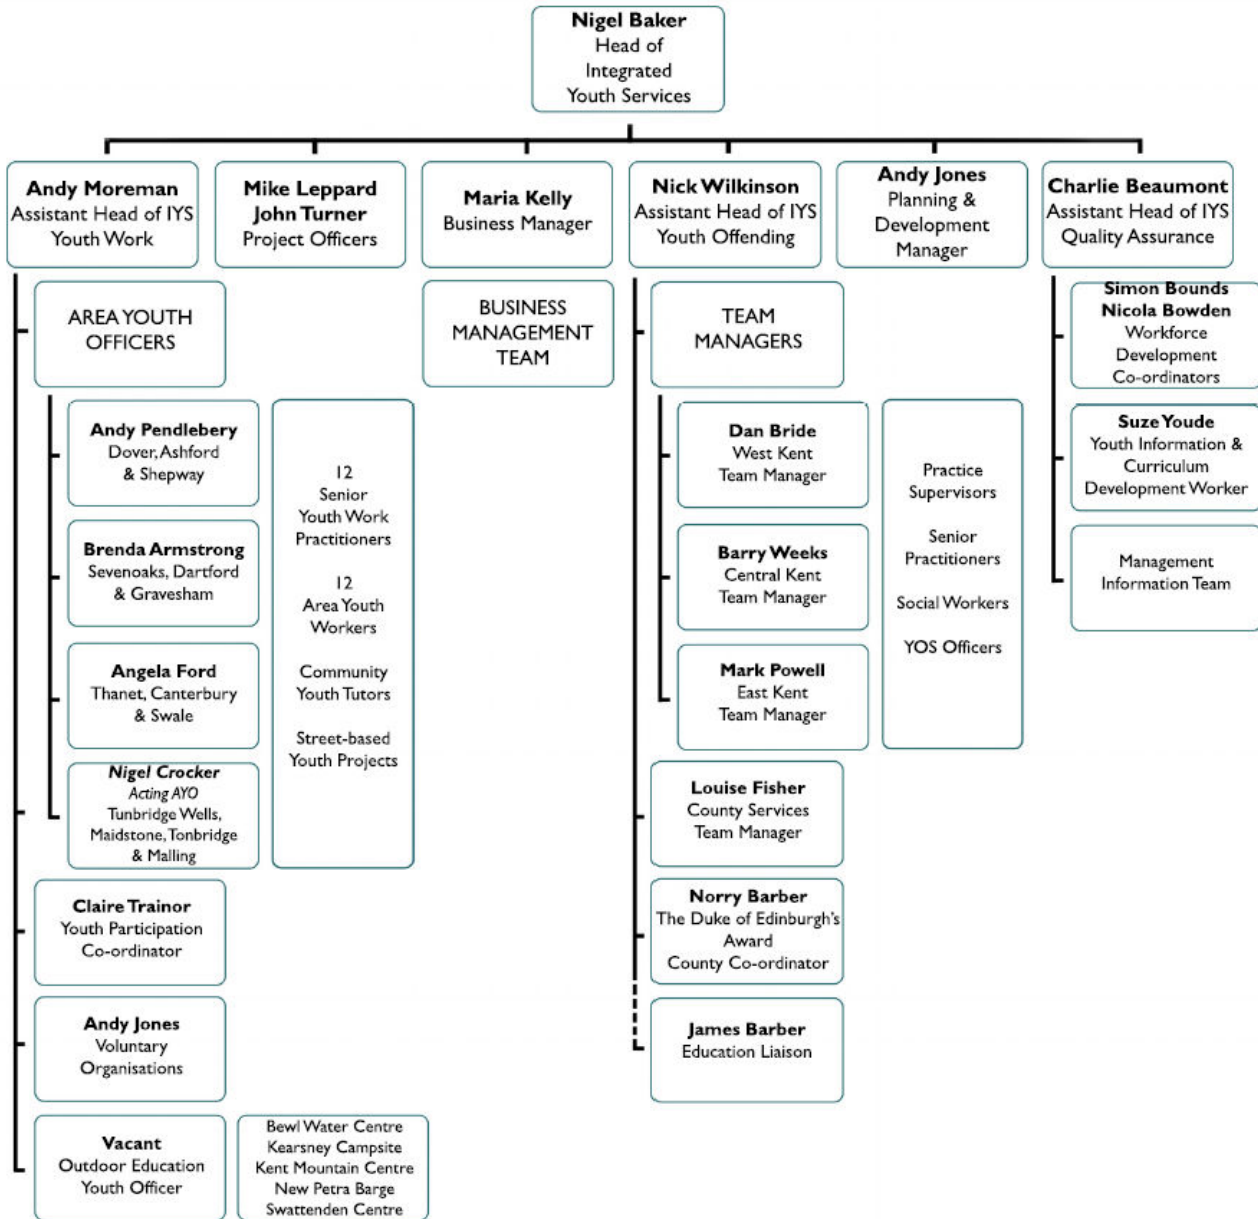 Nigel Baker
Head of
Integrated
Youth Services
Andy Moreman
Assistant Head of IYS
Youth Work
Mike Leppard
John Turner
Project Officers
Maria Kelly
Business Manager
Nick Wilkinson
Assistant Head of IYS
Youth Offending
Andy Jones
Planning &
Development
Manager
Charlie Beaumont
Assistant Head of IYS
Quality Assurance
AREA YOUTH
OFFICERS
Andy Pendlebery
Dover, Ashford
& Shepway
Brenda Armstrong
Sevenoaks, Dartford
& Gravesham
Angela Ford
Thanet, Canterbury
& Swale
Nigel Crocker
Acting AYO
Tunbridge Wells,
Maidstone, Tonbridge
& Malling
12
Senior
Youth Work
Practitioners
12
Area Youth
Workers
Community
Youth Tutors
Street-based
Youth Projects
Claire Trainor
Youth Participation
Co-ordinator
Andy Jones
Voluntary
Organisations
Vacant
Outdoor Education
Youth Officer
Bewl Water Centre
Kearsney Campsite
Kent Mountain Centre
New Petra Barge
Swattenden Centre
BUSINESS
MANAGEMENT
TEAM
TEAM
MANAGERS
Dan Bride
West Kent
Team Manager
Barry Weeks
Central Kent
Team Manager
Mark Powell
East Kent
Team Manager
Practice
Supervisors
Senior
Practitioners
Social Workers
YOS Officers
Louise Fisher
County Services
Team Manager
Norry Barber
The Duke of Edinburgh's
Award
County Co-ordinator
James Barber
Education Liaison
Simon Bounds
Nicola Bowden
Workforce
Development
Co-ordinators
Suze Youde
Youth Information &
Curriculum
Development Worker
Management
Information Team